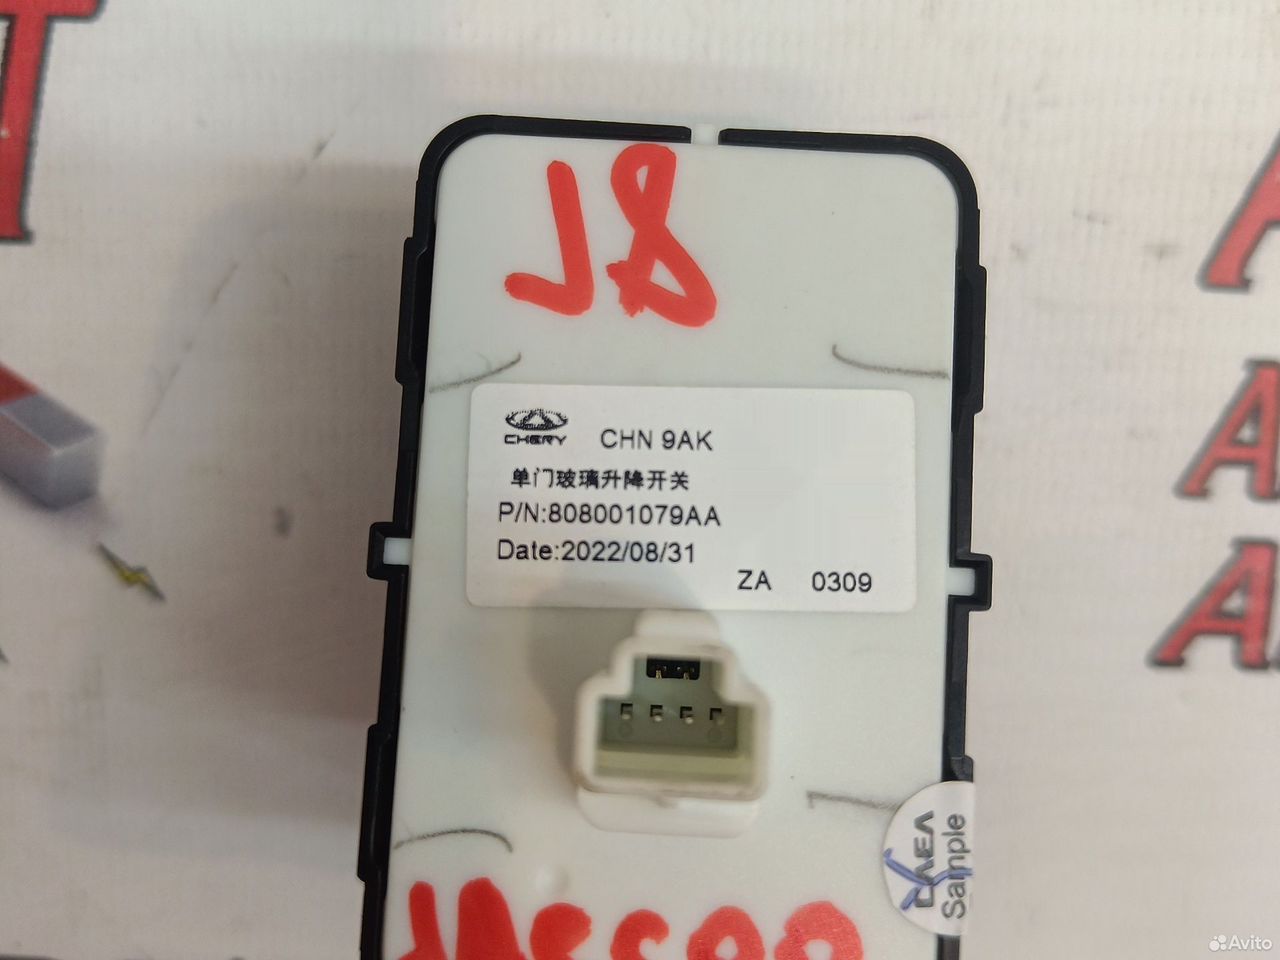 J8
CHERY CHN 9AK
单门玻璃升降开关
P/N:808001079AA
Date:2022/08/31
ZA 0309
Sample
Avito